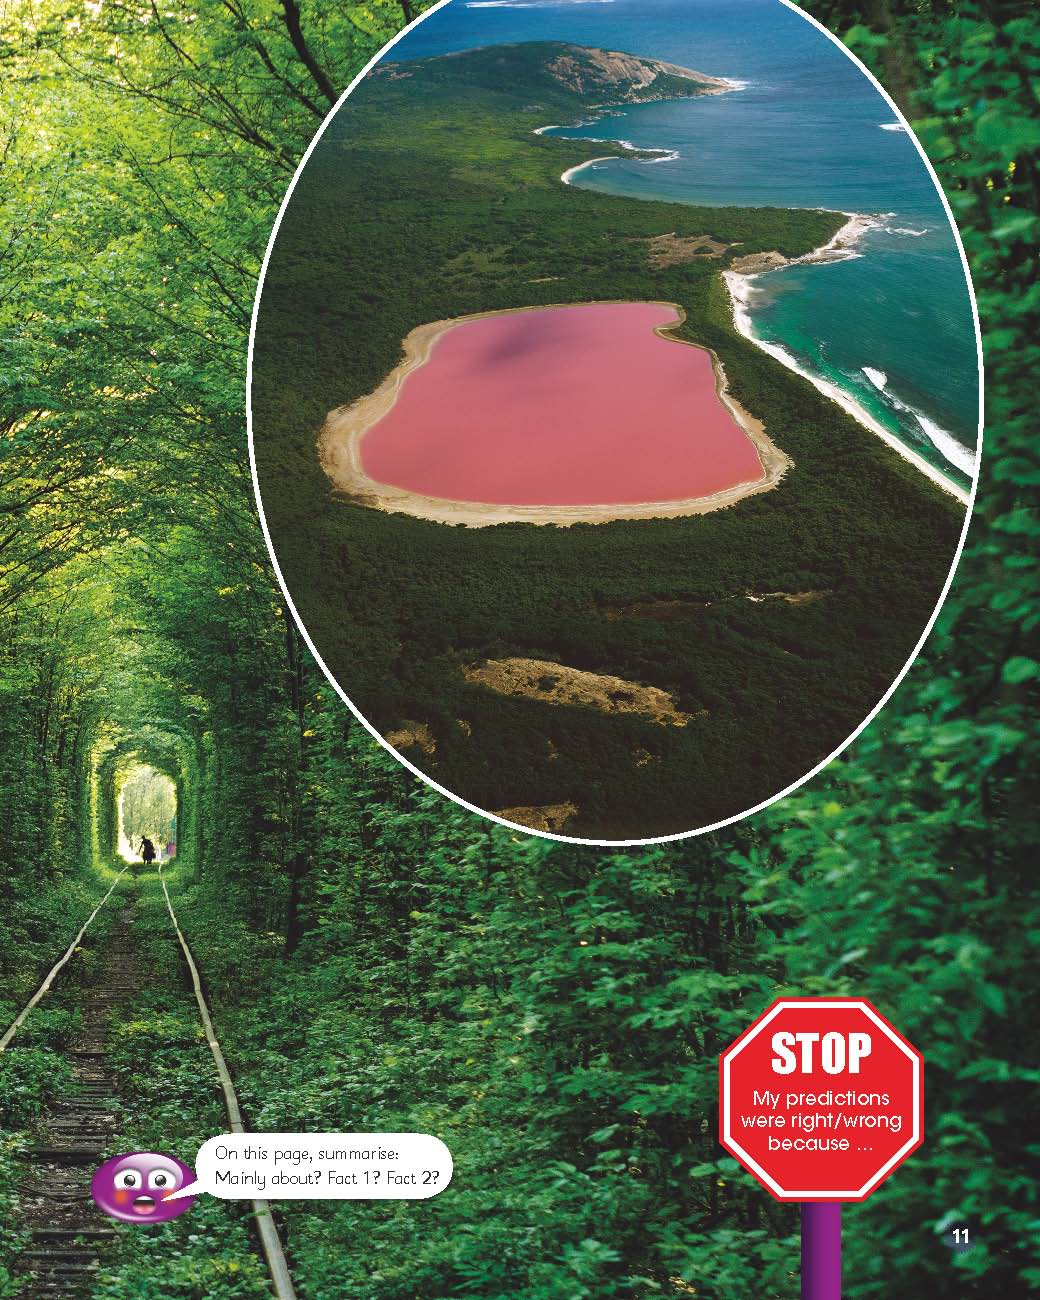 On this page, summarise:
Mainly about? Fact 1? Fact 2?
STOP
My predictions
were right/wrong
because ...
11